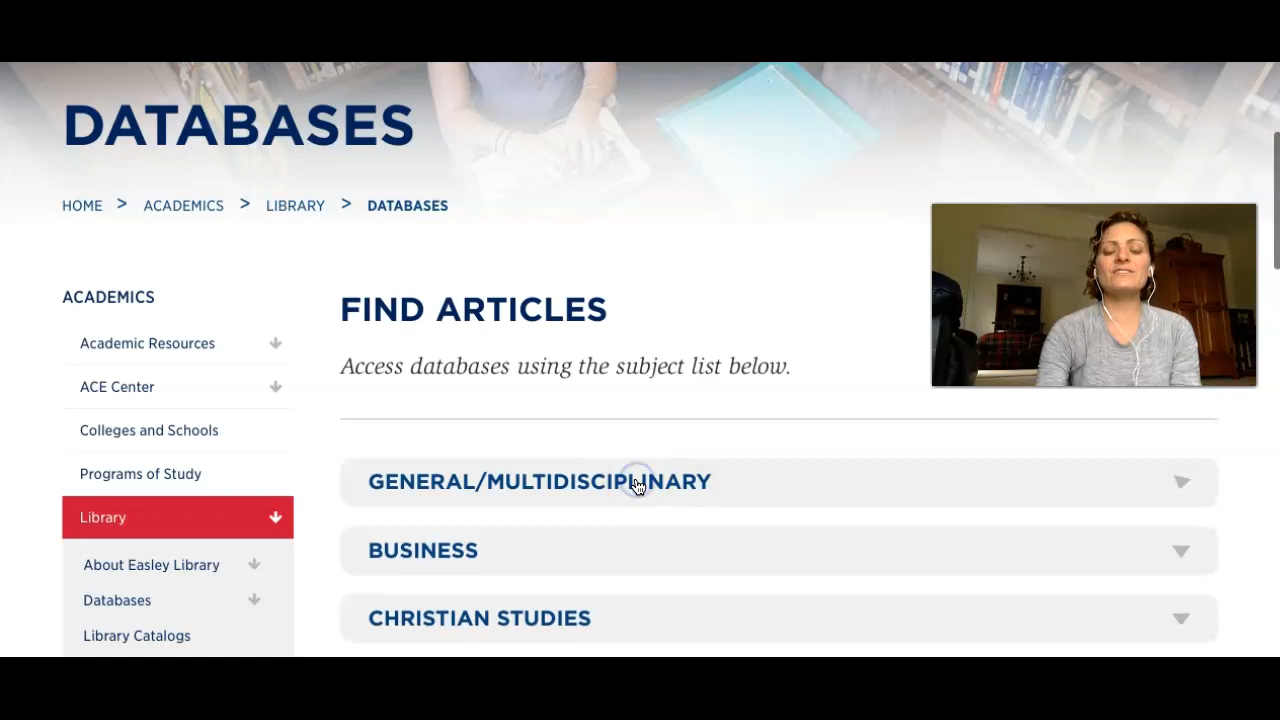 DATABASES
HOME > ACADEMICS > LIBRARY > DATABASES
ACADEMICS
Academic Resources
ACE Center
Colleges and Schools
Programs of Study
Library
About Easley Library
Databases
Library Catalogs
FIND ARTICLES
Access databases using the subject list below.
GENERAL/MULTIDISCIPLINARY
BUSINESS
CHRISTIAN STUDIES